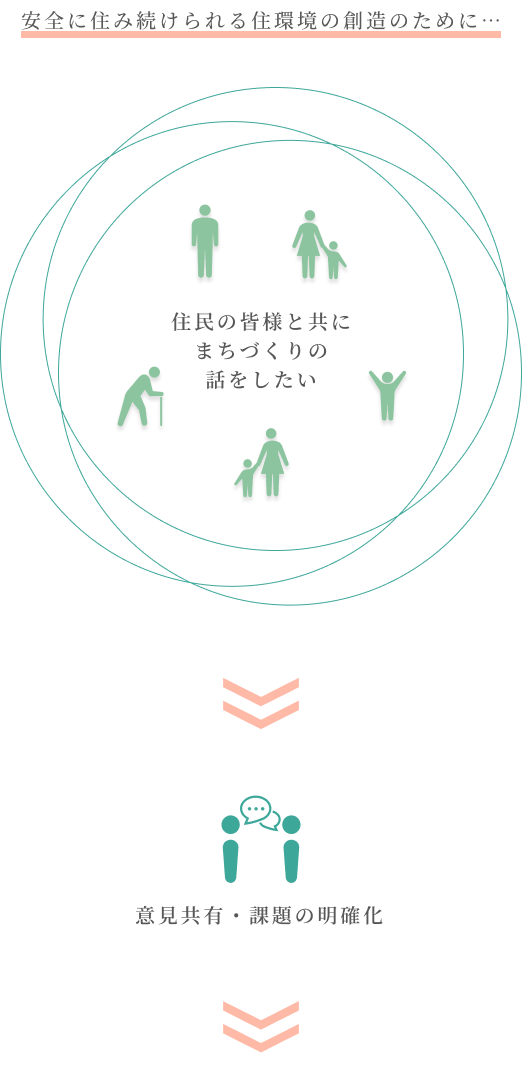 安全に住み続けられる住環境の創造のために…
住民の皆様と共に
まちづくりの
話をしたい
意見共有・課題の明確化